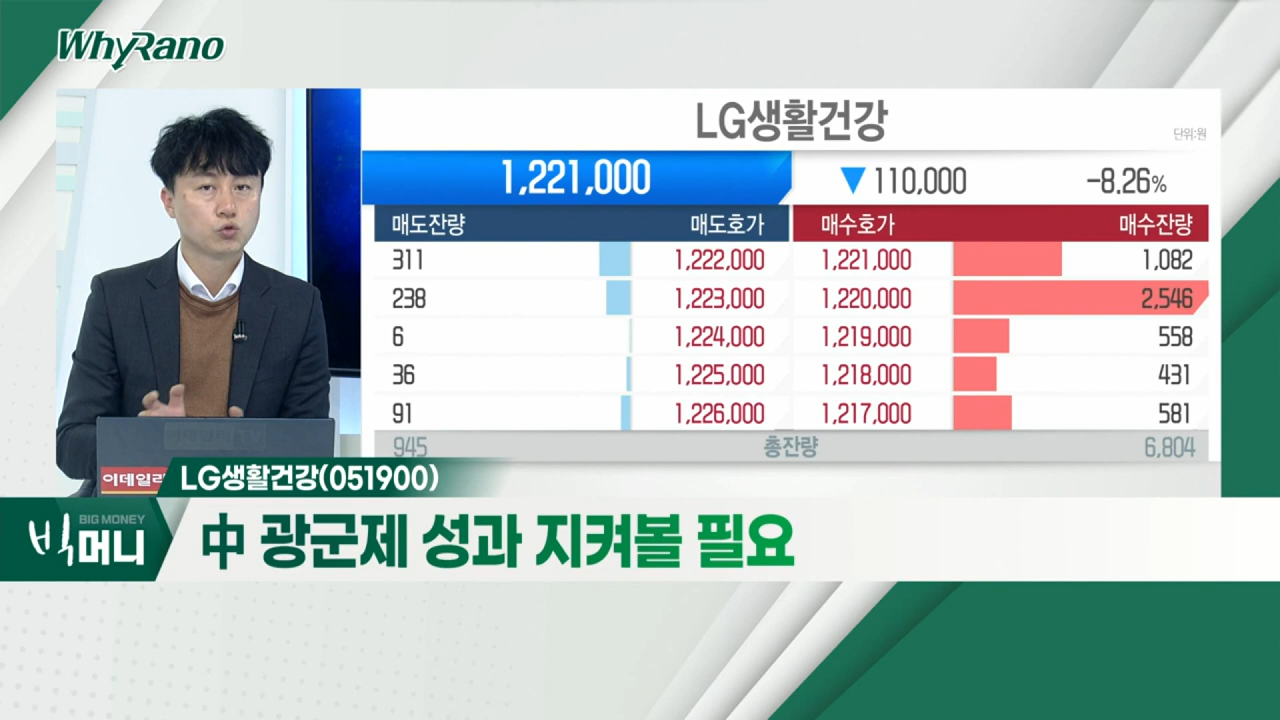 WhyRano
LG생활건강
단위:원
1,221,000 ▼ 110,000 -8.26%
매도잔량 매도호가 매수호가 매수잔량
311 1,222,000 1,221,000 1,082
238 1,223,000 1,220,000 2,546
6 1,224,000 1,219,000 558
36 1,225,000 1,218,000 431
91 1,226,000 1,217,000 581
945 총잔량 6,804
이데일리
LG생활건강(051900)
BIG MONEY
빅머니
中 광군제 성과 지켜볼 필요